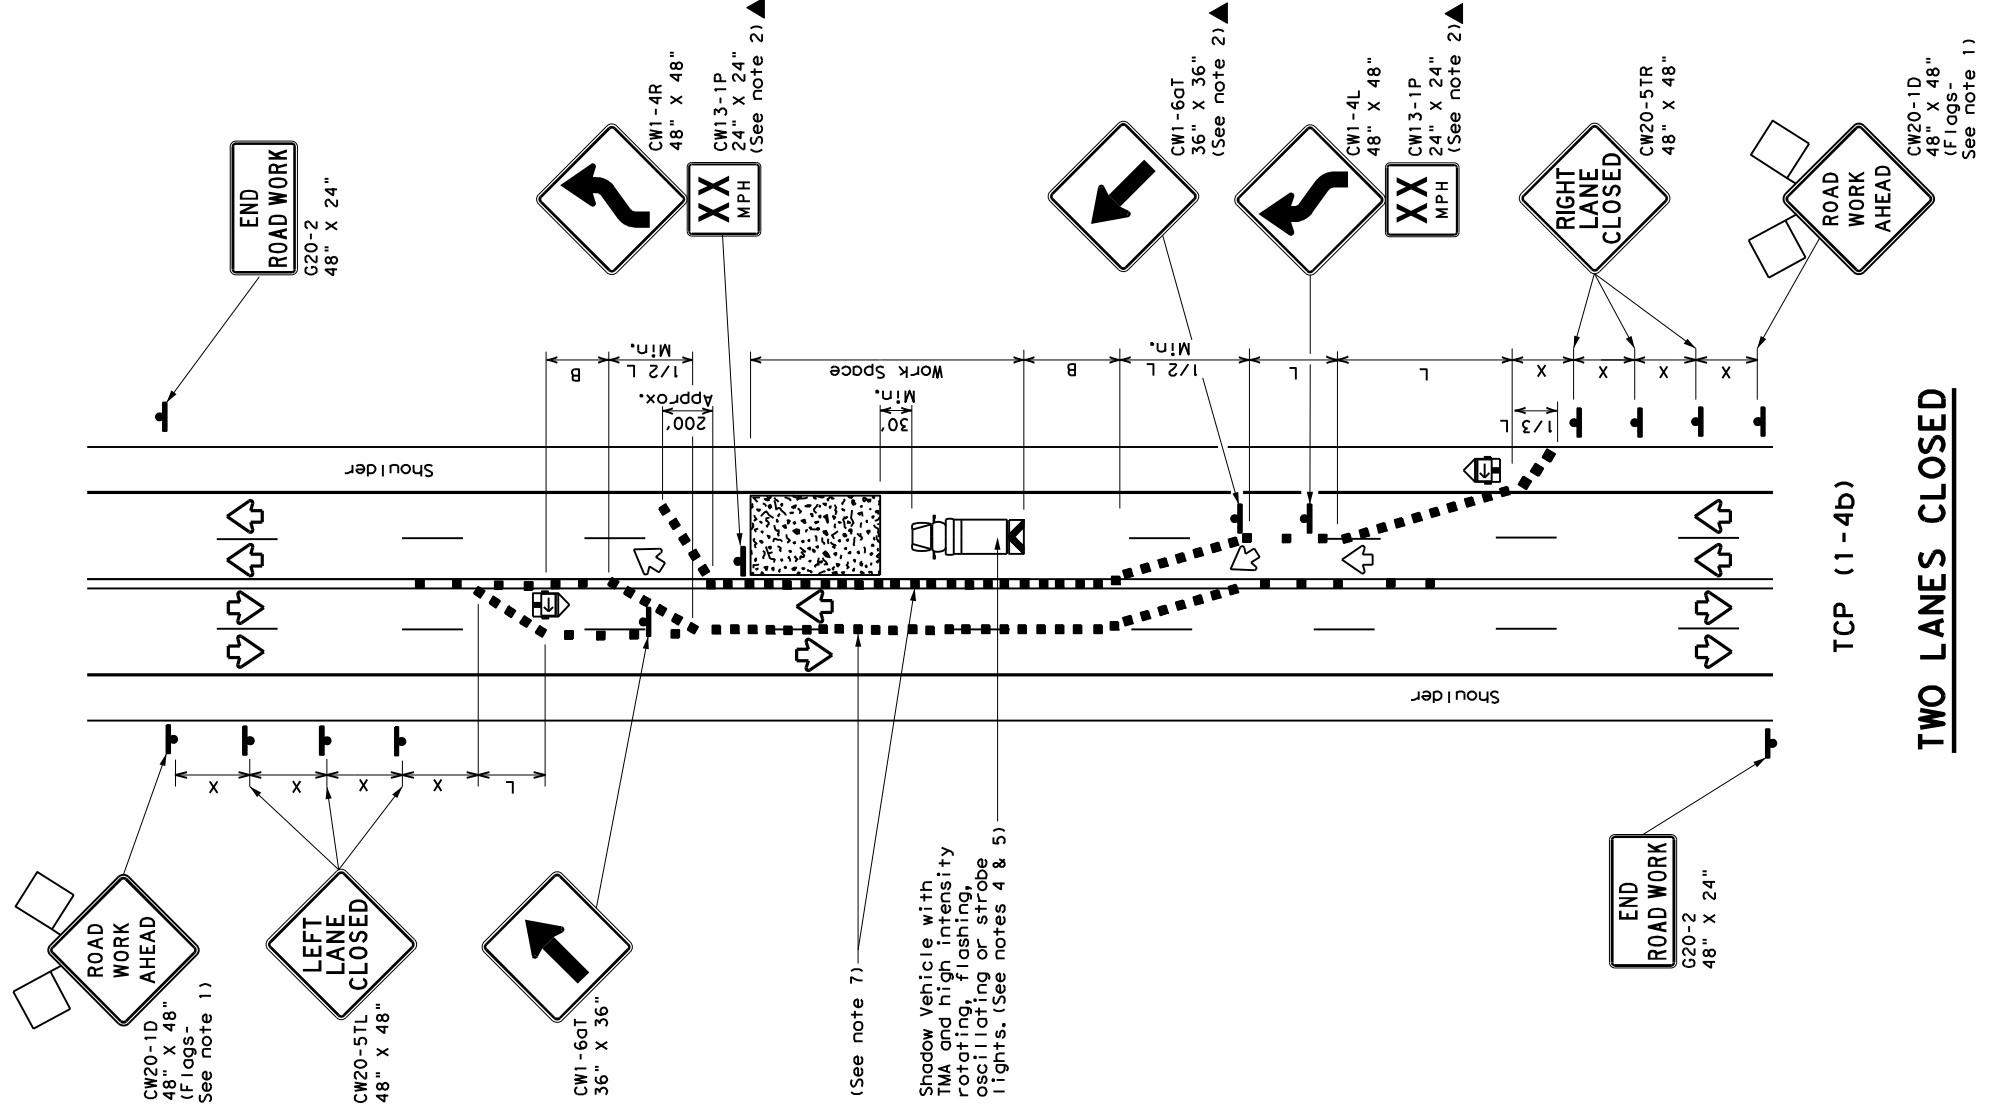 END
ROAD WORK
G20-2
48" X 24"
CW1-4R
48" X 48"
XX
MPH
CW13-1P
24" X 24"
(See note 2)
CW1-6aT
36" X 36"
(See note 2)
CW1-4L
48" X 48"
XX
MPH
CW13-1P
24" X 24"
(See note 2)
RIGHT
LANE
CLOSED
CW20-5TR
48" X 48"
ROAD
WORK
AHEAD
CW20-1D
48" X 48"
(Flags-
See note 1)
B
1/2 L
Min.
200'
Approx.
Work Space
30'
Min.
B
1/2 L
Min.
L
L
X
X
X
X
1/3 L
Shoulder
Shoulder
X
X
X
X
L
ROAD
WORK
AHEAD
CW20-1D
48" X 48"
(Flags-
See note 1)
LEFT
LANE
CLOSED
CW20-5TL
48" X 48"
CW1-6aT
36" X 36"
(See note 7)
Shadow Vehicle with
TMA and high intensity
rotating, flashing,
oscillating or strobe
lights.(See notes 4 & 5)
END
ROAD WORK
G20-2
48" X 24"
TCP (1-4b)
TWO LANES CLOSED